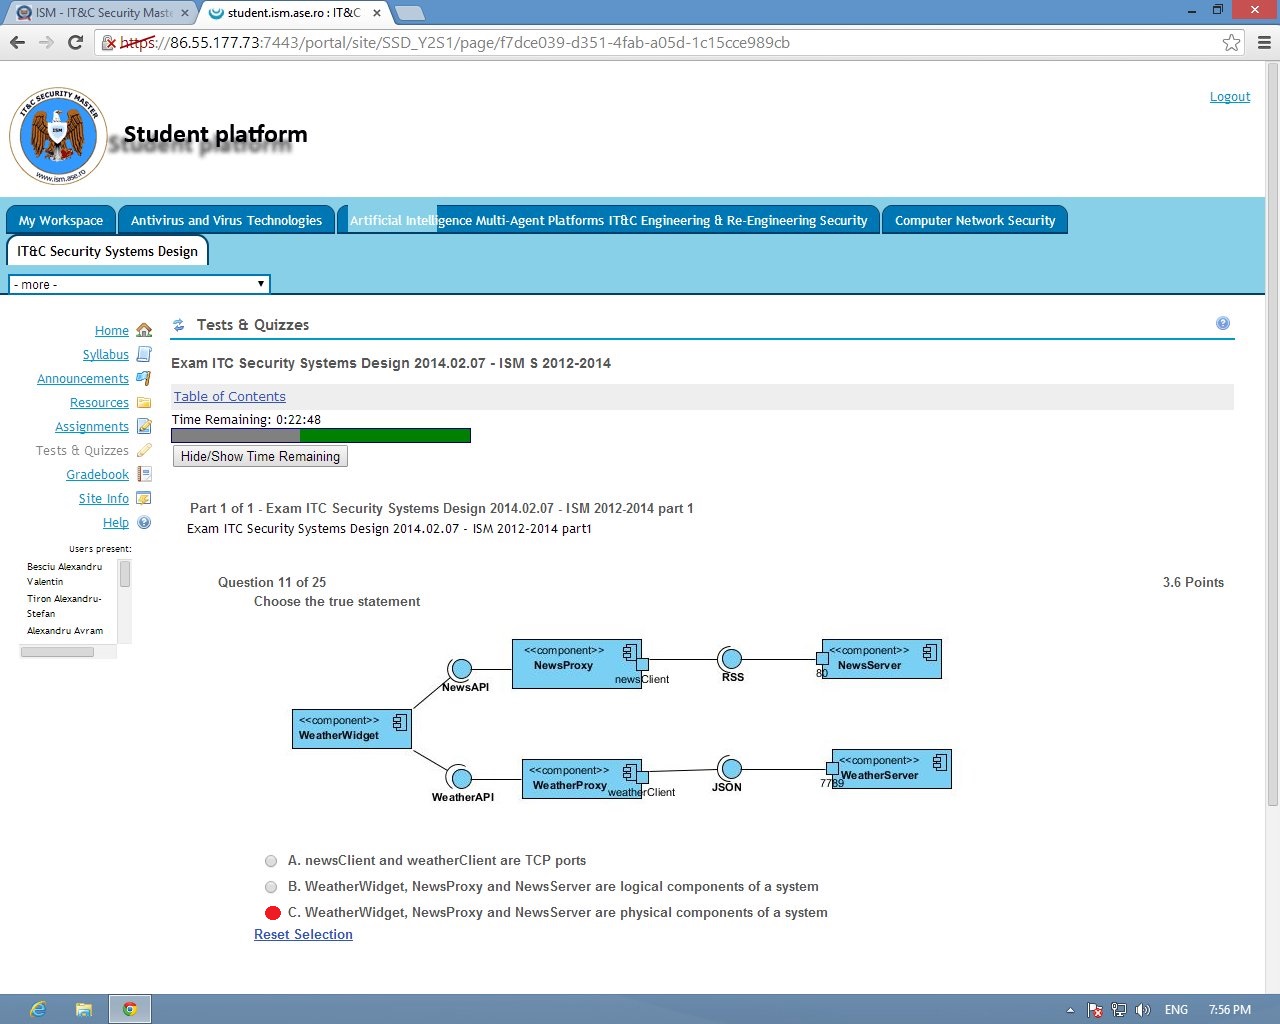 ISM - IT&C Security Maste
student.ism.ase.ro : IT&C
https://86.55.177.73:7443/portal/site/SSD_Y2S1/page/f7dce039-d351-4fab-a05d-1c15cce989cb
Logout
IT&C SECURITY MASTER
ISM
www.ism.ase.ro
Student platform
My Workspace
Antivirus and Virus Technologies
Artificial Intelligence Multi-Agent Platforms IT&C Engineering & Re-Engineering Security
Computer Network Security
IT&C Security Systems Design
- more -
Home
Syllabus
Announcements
Resources
Assignments
Tests & Quizzes
Gradebook
Site Info
Help
Users present:
Besciu Alexandru
Valentin
Tiron Alexandru-
Stefan
Alexandru Avram
Tests & Quizzes
Exam ITC Security Systems Design 2014.02.07 - ISM S 2012-2014
Table of Contents
Time Remaining: 0:22:48
Hide/Show Time Remaining
Part 1 of 1 - Exam ITC Security Systems Design 2014.02.07 - ISM 2012-2014 part 1
Exam ITC Security Systems Design 2014.02.07 - ISM 2012-2014 part1
Question 11 of 25
3.6 Points
Choose the true statement
<<component>>
NewsProxy
newsClient
NewsAPI
RSS
<<component>>
NewsServer
80
<<component>>
WeatherWidget
<<component>>
WeatherProxy
weatherClient
WeatherAPI
JSON
<<component>>
WeatherServer
7789
A. newsClient and weatherClient are TCP ports
B. WeatherWidget, NewsProxy and NewsServer are logical components of a system
C. WeatherWidget, NewsProxy and NewsServer are physical components of a system
Reset Selection
ENG
7:56 PM